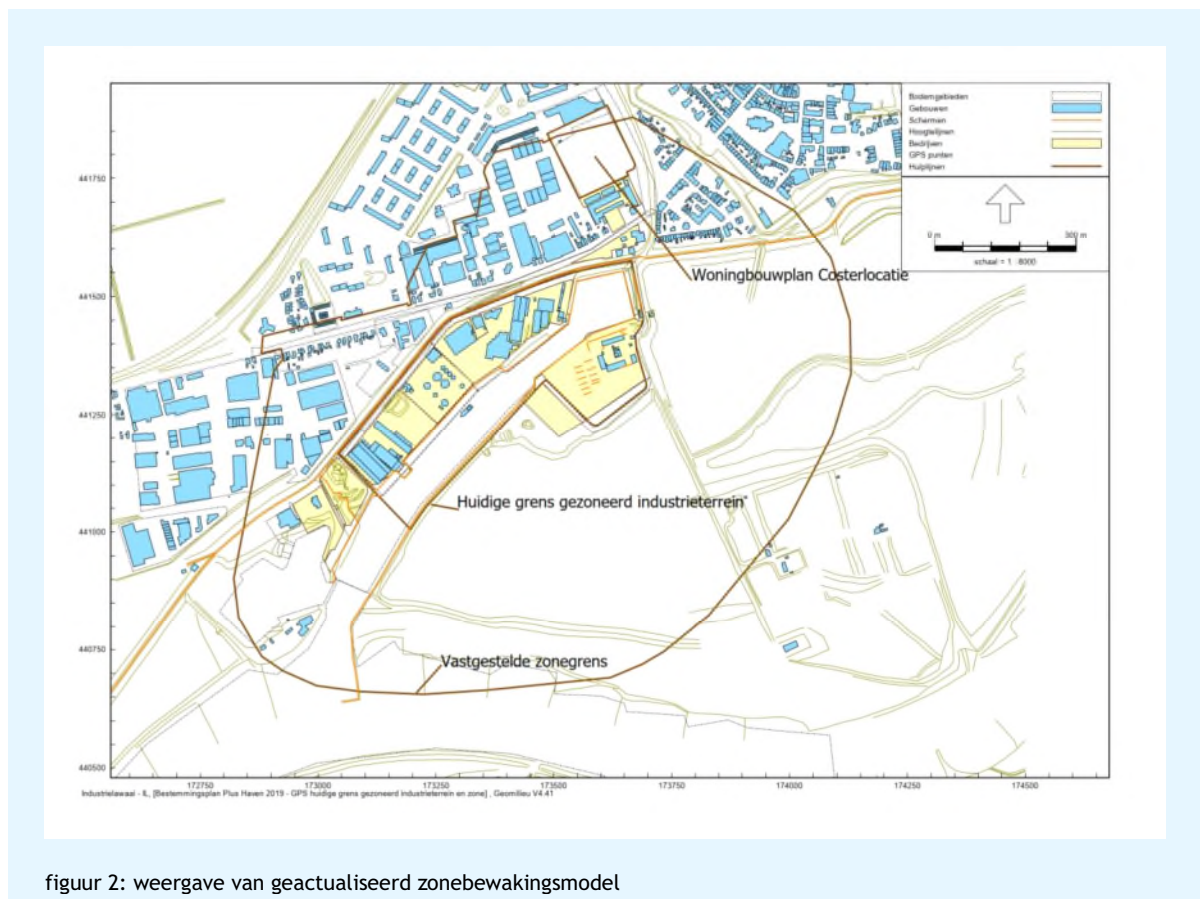 Bodemgebieden
Gebouwen
Schermen
Hoogtelijnen
Bedrijven
GPS punten
Hulplijnen
0 m
300 m
schaal = 1 : 8000
441750
441500
441250
441000
440750
440500
Woningbouwplan Costerlocatie
Huidige grens gezoneerd industrieterrein"
Vastgestelde zonegrens
172750
173000
173250
173500
173750
174000
174250
174500
Industrielawaai - IL, [Bestemmingsplan Plus Haven 2019 - GPS huidige grens gezoneerd industrieterrein en zone] , Geomilieu V4.41
figuur 2: weergave van geactualiseerd zonebewakingsmodel